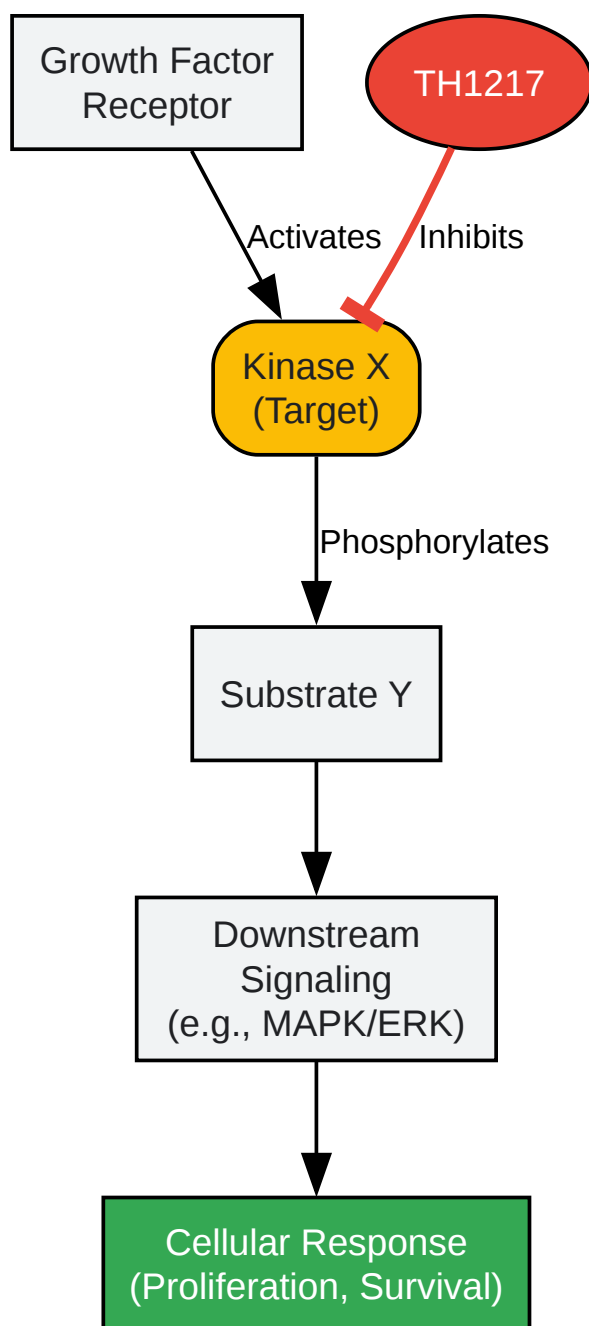 Growth Factor
Receptor
TH1217
Activates
Inhibits
Kinase X
(Target)
Phosphorylates
Substrate Y
Downstream
Signaling
(e.g., MAPK/ERK)
Cellular Response
(Proliferation, Survival)